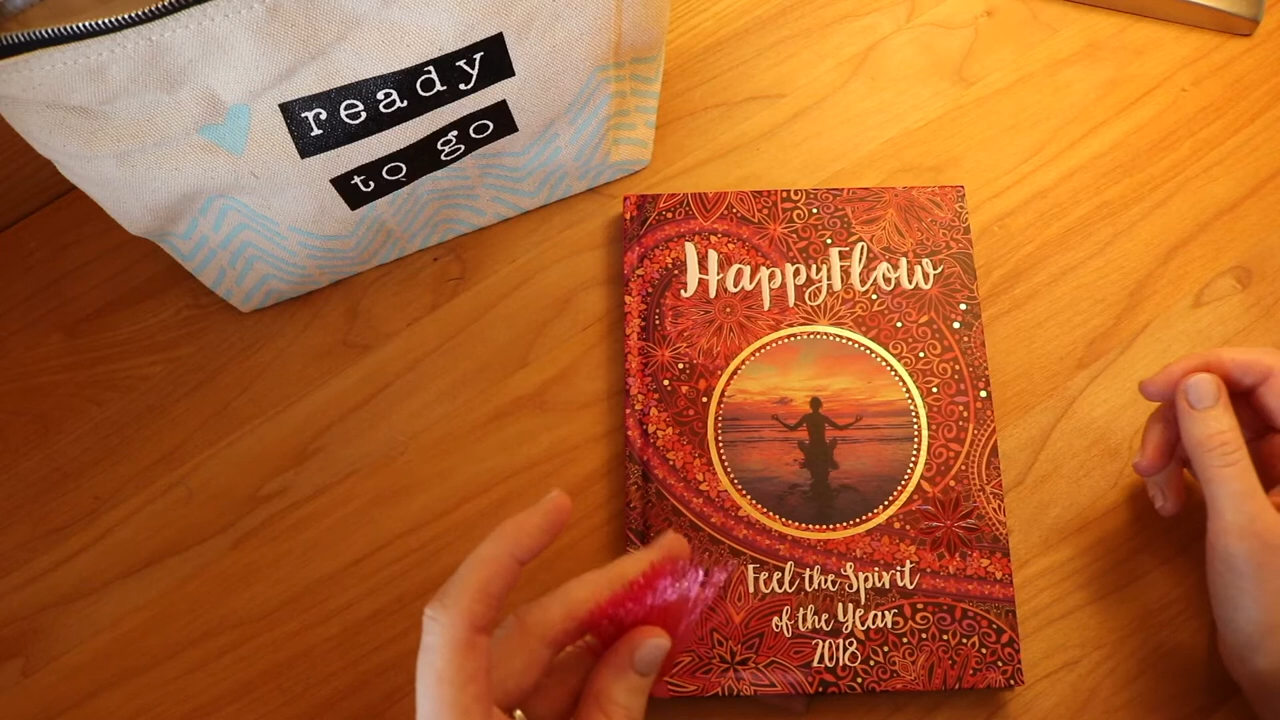 ready
to go
HappyFlow
Feel the Spirit
of the Year
2018